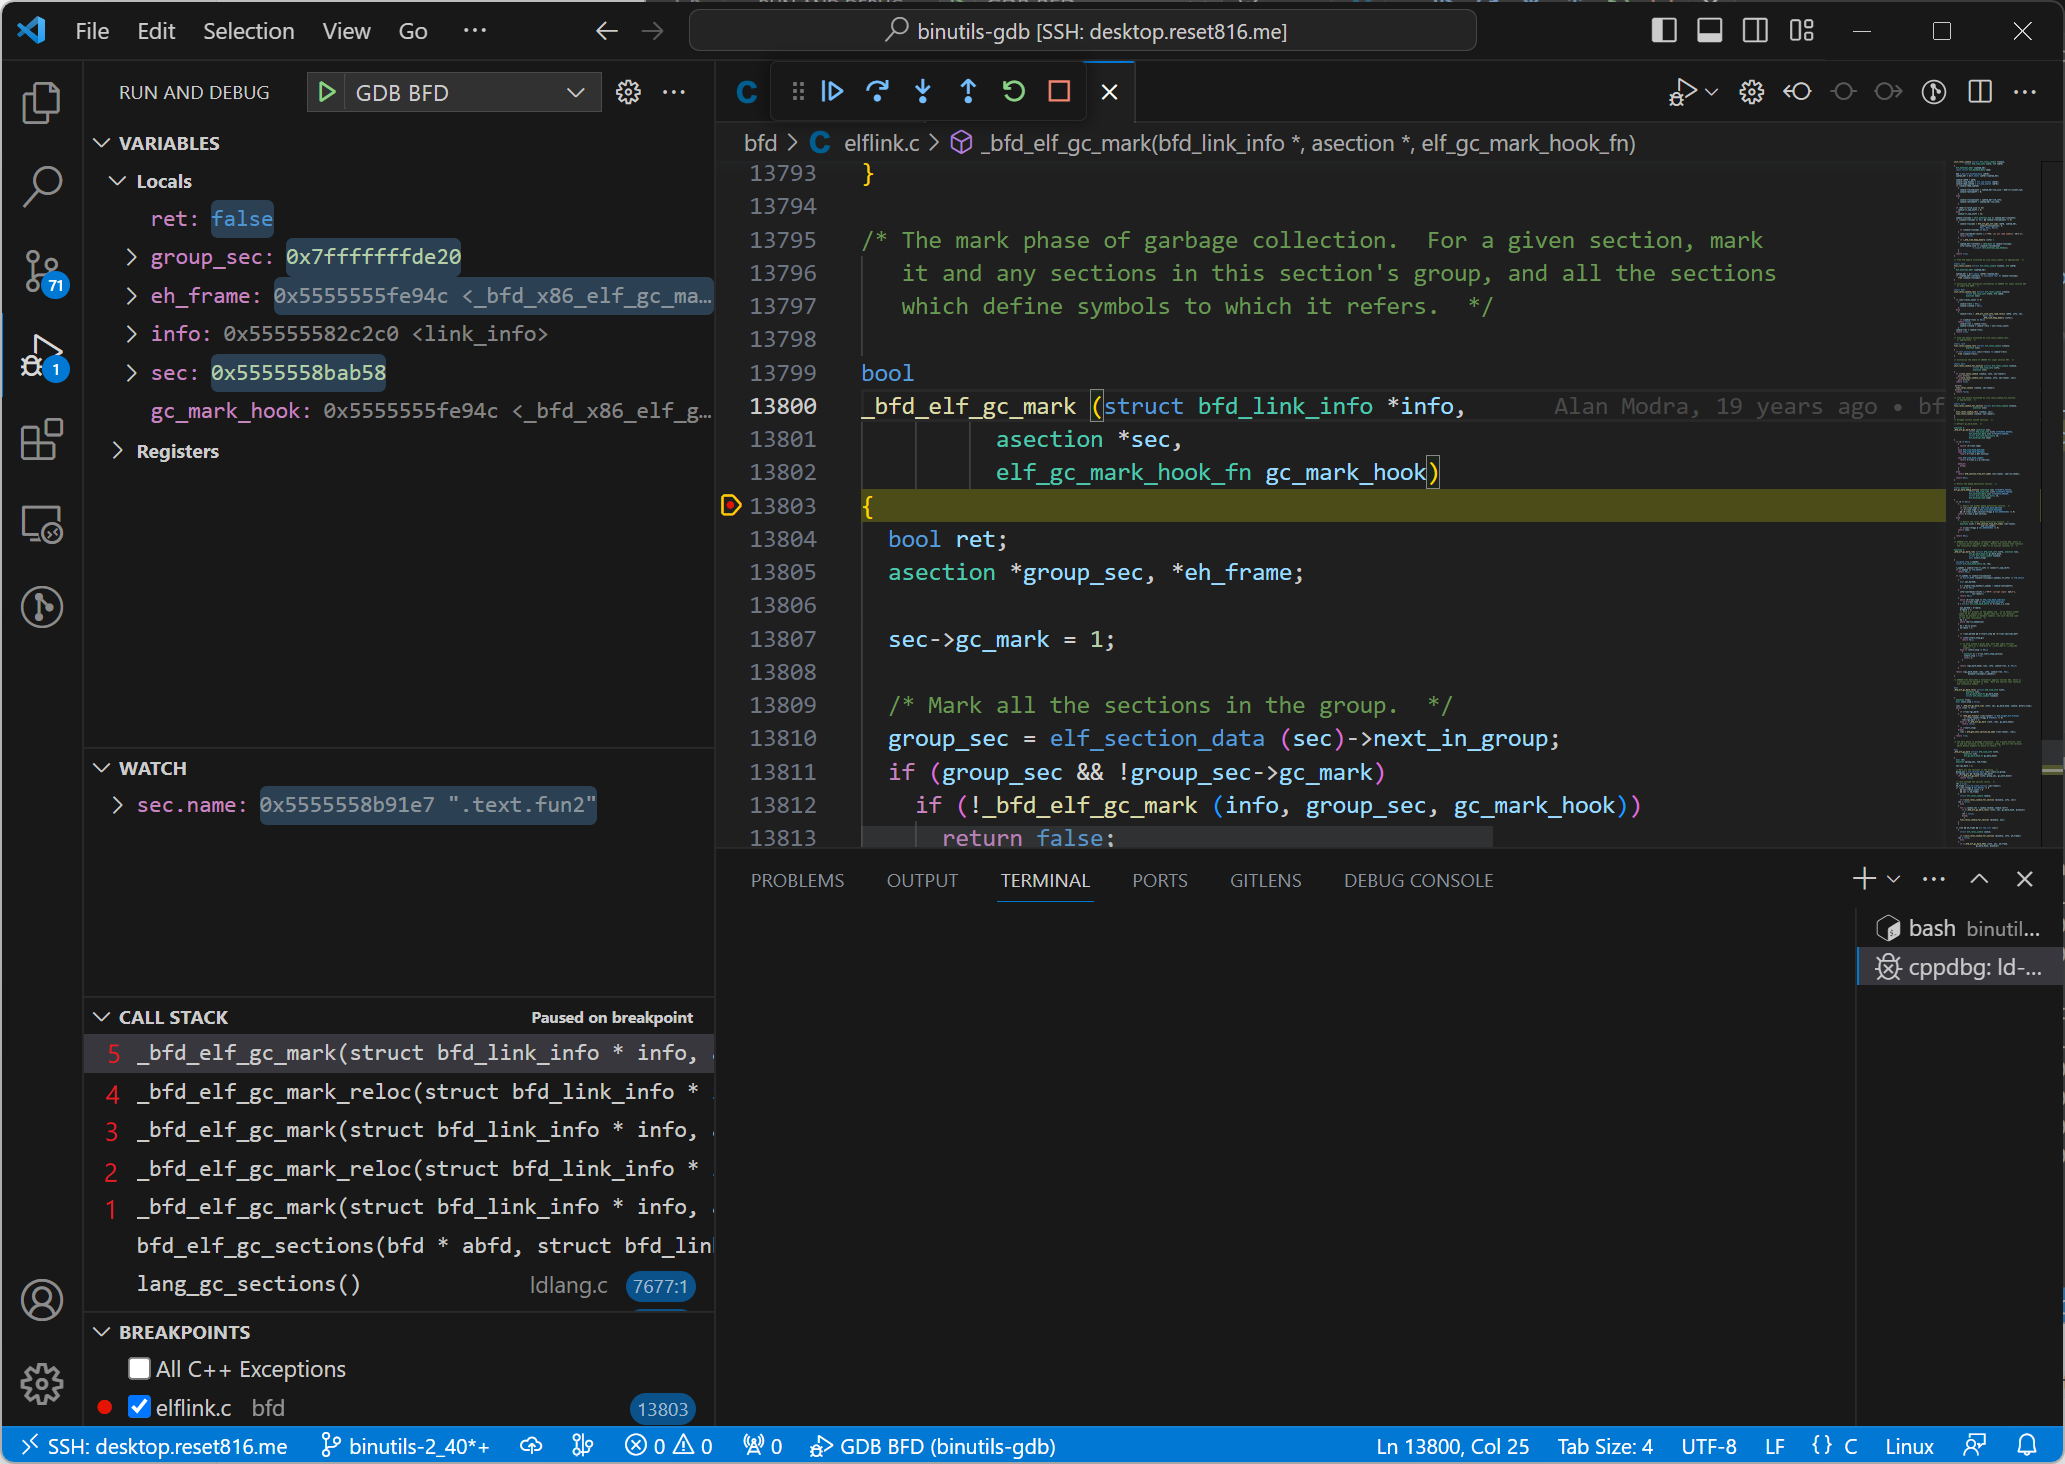 File Edit Selection View Go ···
binutils-gdb [SSH: desktop.reset816.me]
RUN AND DEBUG
GDB BFD
VARIABLES
Locals
ret: false
group_sec: 0x7fffffffde20
eh_frame: 0x5555555fe94c <_bfd_x86_elf_gc_ma…
info: 0x55555582c2c0 <link_info>
sec: 0x5555558bab58
gc_mark_hook: 0x5555555fe94c <_bfd_x86_elf_g…
Registers
71
1
WATCH
sec.name: 0x5555558b91e7 ".text.fun2"
CALL STACK
Paused on breakpoint
5 _bfd_elf_gc_mark(struct bfd_link_info * info,
4 _bfd_elf_gc_mark_reloc(struct bfd_link_info *
3 _bfd_elf_gc_mark(struct bfd_link_info * info,
2 _bfd_elf_gc_mark_reloc(struct bfd_link_info *
1 _bfd_elf_gc_mark(struct bfd_link_info * info,
bfd_elf_gc_sections(bfd * abfd, struct bfd_lin
lang_gc_sections() ldlang.c 7677:1
BREAKPOINTS
All C++ Exceptions
elflink.c bfd 13803
C
bfd > C elflink.c > _bfd_elf_gc_mark(bfd_link_info *, asection *, elf_gc_mark_hook_fn)
13793 }
13794
13795 /* The mark phase of garbage collection.  For a given section, mark
13796 it and any sections in this section's group, and all the sections
13797 which define symbols to which it refers.  */
13798
13799 bool
13800 _bfd_elf_gc_mark (struct bfd_link_info *info, Alan Modra, 19 years ago • bf
13801 asection *sec,
13802 elf_gc_mark_hook_fn gc_mark_hook)
13803 {
13804 bool ret;
13805 asection *group_sec, *eh_frame;
13806
13807 sec->gc_mark = 1;
13808
13809 /* Mark all the sections in the group.  */
13810 group_sec = elf_section_data (sec)->next_in_group;
13811 if (group_sec && !group_sec->gc_mark)
13812 if (!_bfd_elf_gc_mark (info, group_sec, gc_mark_hook))
13813 return false;
PROBLEMS OUTPUT TERMINAL PORTS GITLENS DEBUG CONSOLE
bash binutil...
cppdbg: ld-...
SSH: desktop.reset816.me binutils-2_40*+ 0 0 0 GDB BFD (binutils-gdb) Ln 13800, Col 25 Tab Size: 4 UTF-8 LF {} C Linux